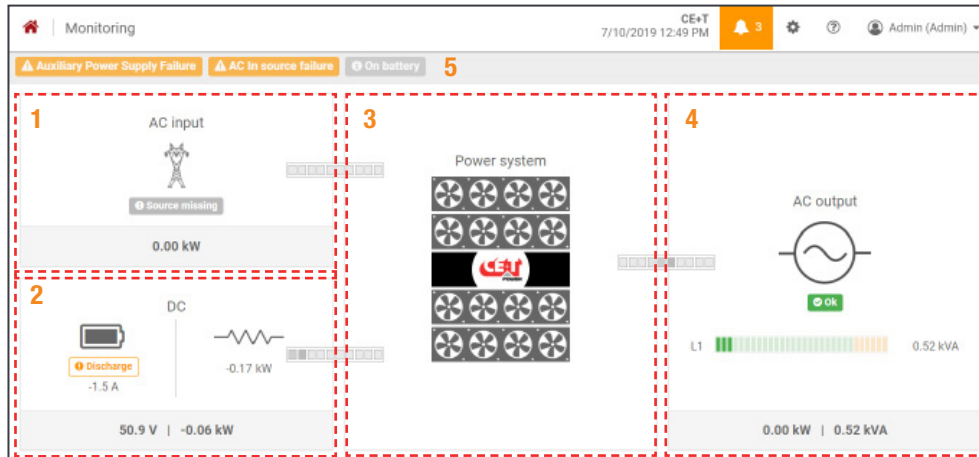 Monitoring
CE+T
7/10/2019 12:49 PM
3
Admin (Admin)
Auxiliary Power Supply Failure
AC In source failure
On battery
5
1
AC input
Source missing
0.00 kW
2
DC
Discharge
-1.5 A
-0.17 kW
50.9 V | -0.06 kW
3
Power system
CE+T
POWER
4
AC output
Ok
L1
0.52 kVA
0.00 kW | 0.52 kVA